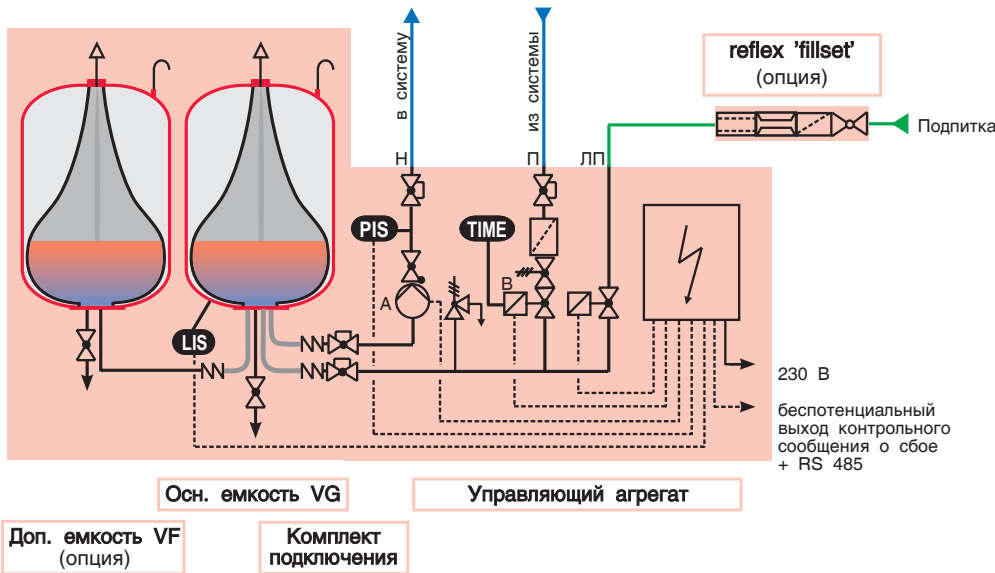 в систему
из системы
reflex 'fillset'
(опция)
Подпитка
Н
П
ЛП
PIS
TIME
А
В
LIS
230 В
беспотенциальный
выход контрольного
сообщения о сбое
+ RS 485
Осн. емкость VG
Управляющий агрегат
Доп. емкость VF
(опция)
Комплект
подключения